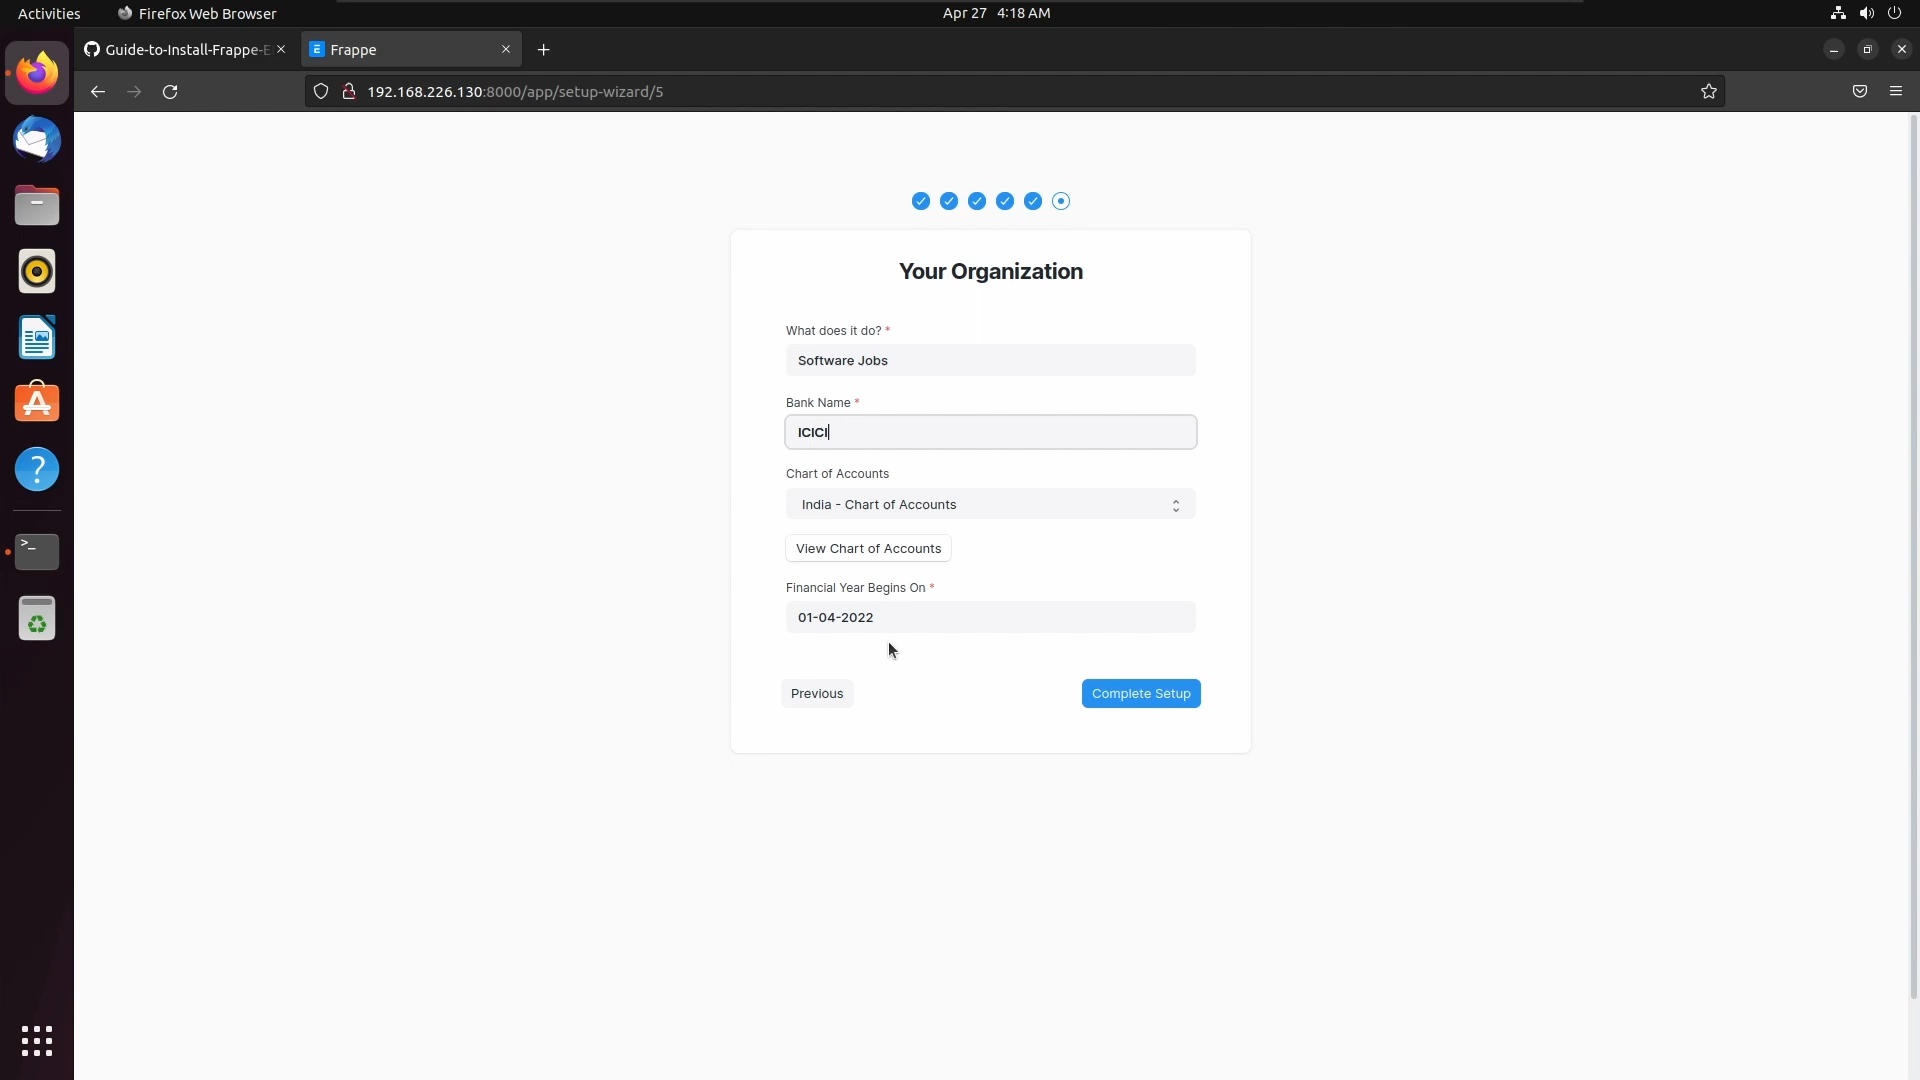 Activities
Firefox Web Browser
Apr 27 4:18 AM
Guide-to-Install-Frappe-E
Frappe
192.168.226.130:8000/app/setup-wizard/5
Your Organization
What does it do? *
Software Jobs
Bank Name *
ICICI
Chart of Accounts
India - Chart of Accounts
View Chart of Accounts
Financial Year Begins On *
01-04-2022
Previous
Complete Setup